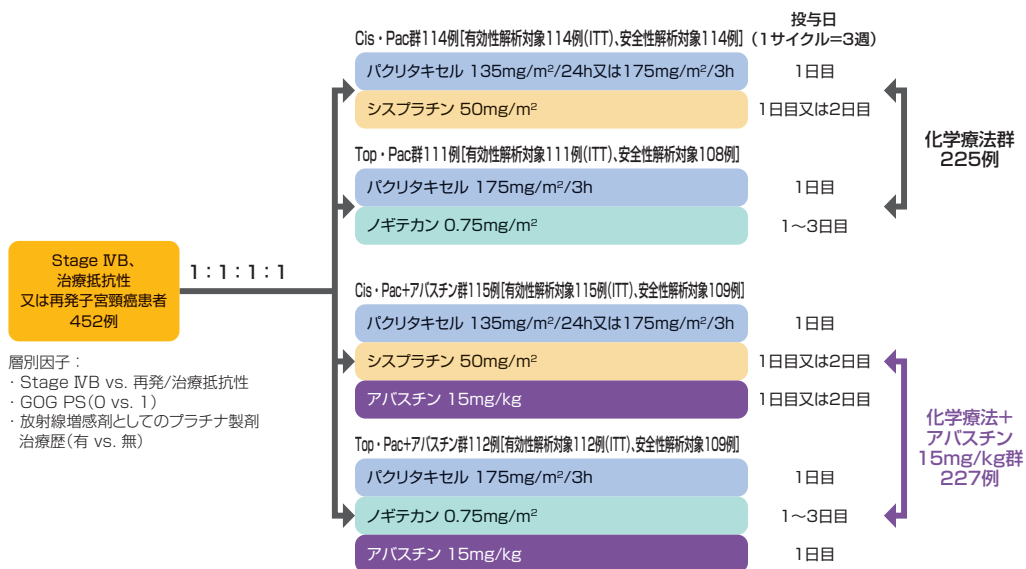 投与日
(1サイクル=3週)
Cis・Pac群114例[有効性解析対象114例(ITT)、安全性解析対象114例]
パクリタキセル 135mg/m²/24h又は175mg/m²/3h
1日目
シスプラチン 50mg/m²
1日目又は2日目
Top・Pac群111例[有効性解析対象111例(ITT)、安全性解析対象108例]
パクリタキセル 175mg/m²/3h
1日目
ノギテカン 0.75mg/m²
1〜3日目
化学療法群
225例
Stage ⅣB、
治療抵抗性
又は再発子宮頸癌患者
452例
1:1:1:1
層別因子:
・Stage ⅣB vs. 再発/治療抵抗性
・GOG PS(0 vs. 1)
・放射線増感剤としてのプラチナ製剤
治療歴(有 vs. 無)
Cis・Pac+アバスチン群115例[有効性解析対象115例(ITT)、安全性解析対象109例]
パクリタキセル 135mg/m²/24h又は175mg/m²/3h
1日目
シスプラチン 50mg/m²
1日目又は2日目
アバスチン 15mg/kg
1日目又は2日目
Top・Pac+アバスチン群112例[有効性解析対象112例(ITT)、安全性解析対象109例]
パクリタキセル 175mg/m²/3h
1日目
ノギテカン 0.75mg/m²
1〜3日目
アバスチン 15mg/kg
1日目
化学療法+
アバスチン
15mg/kg群
227例